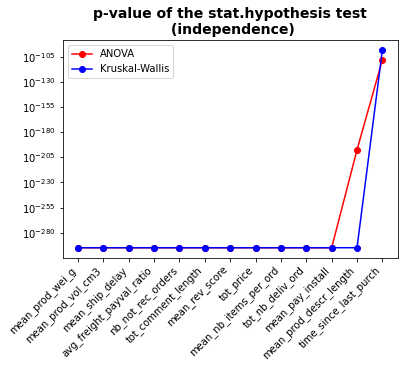 p-value of the stat.hypothesis test
(independence)
ANOVA
Kruskal-Wallis
10^-105
10^-130
10^-155
10^-180
10^-205
10^-230
10^-255
10^-280
mean_prod_wei_g
mean_prod_vol_cm3
mean_ship_delay
avg_freight_payval_ratio
nb_not_rec_orders
tot_comment_length
mean_rev_score
tot_price
mean_nb_items_per_ord
tot_nb_deliv_ord
mean_pay_install
mean_prod_descr_length
time_since_last_purch